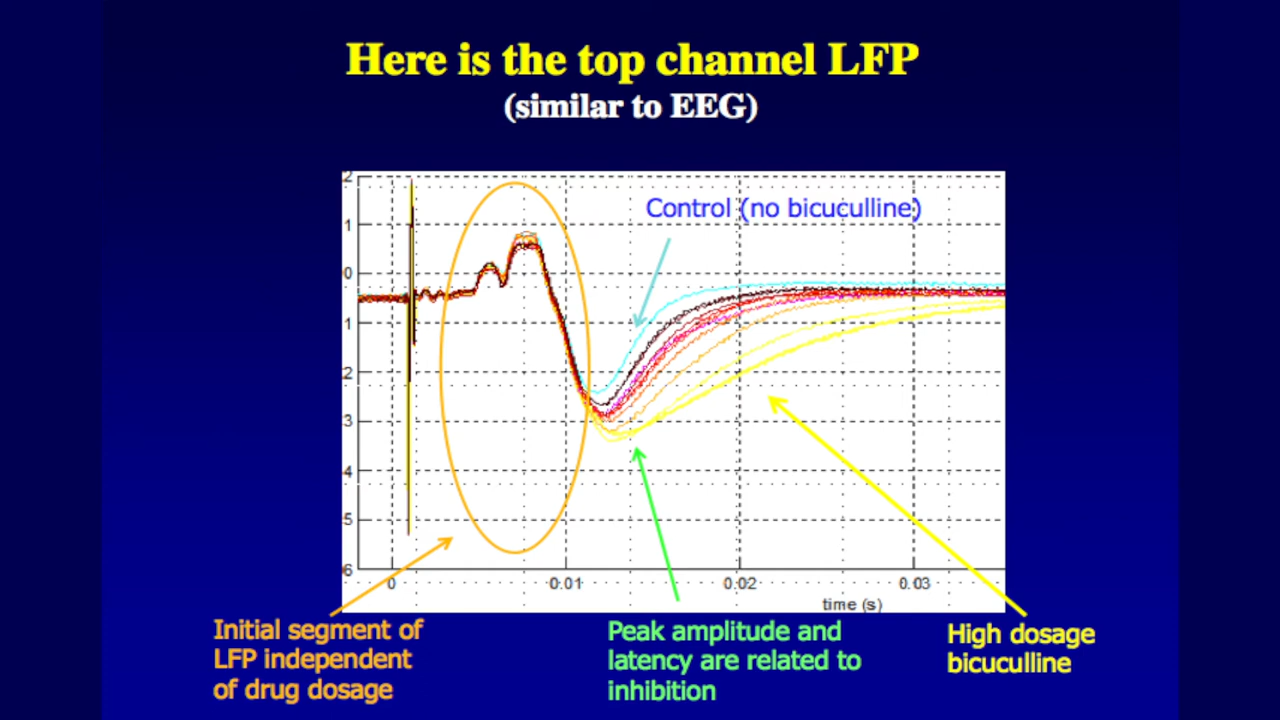 Here is the top channel LFP
(similar to EEG)
2
1
0
1
2
3
4
5
6
Control (no bicuculline)
0
0.01
0.02
0.03
time (s)
Initial segment of
LFP independent
of drug dosage
Peak amplitude and
latency are related to
inhibition
High dosage
bicuculline